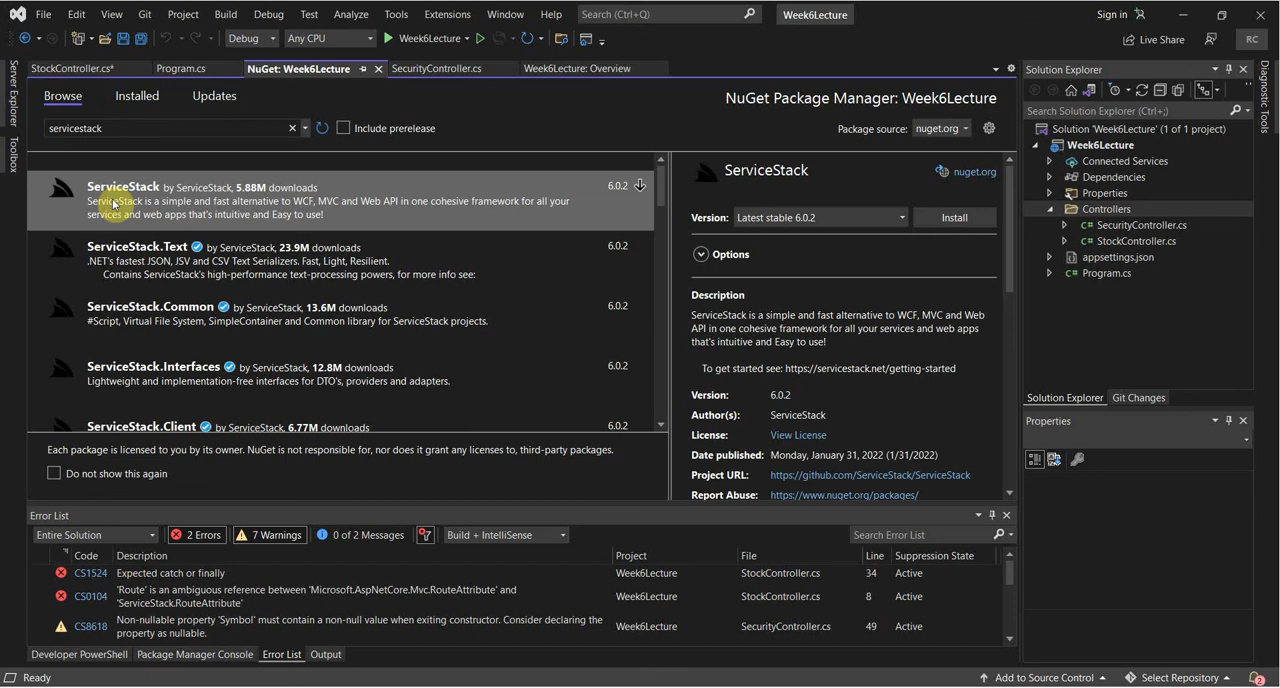 File Edit View Git Project Build Debug Test Analyze Tools Extensions Window Help Search (Ctrl+Q) Week6Lecture Sign in
Debug Any CPU Week6Lecture Live Share RC
Server Explorer
Toolbox
StockController.cs* Program.cs NuGet: Week6Lecture SecurityController.cs Week6Lecture: Overview
Browse Installed Updates
NuGet Package Manager: Week6Lecture
servicestack Include prerelease Package source: nuget.org
ServiceStack by ServiceStack, 5.88M downloads 6.0.2
ServiceStack is a simple and fast alternative to WCF, MVC and Web API in one cohesive framework for all your
services and web apps that's intuitive and Easy to use!
ServiceStack.Text by ServiceStack, 23.9M downloads 6.0.2
.NET's fastest JSON, JSV and CSV Text Serializers. Fast, Light, Resilient.
Contains ServiceStack's high-performance text-processing powers, for more info see:
ServiceStack.Common by ServiceStack, 13.6M downloads 6.0.2
#Script, Virtual File System, SimpleContainer and Common library for ServiceStack projects.
ServiceStack.Interfaces by ServiceStack, 12.8M downloads 6.0.2
Lightweight and implementation-free interfaces for DTO's, providers and adapters.
ServiceStack.Client by ServiceStack, 6.77M downloads 6.0.2
Each package is licensed to you by its owner. NuGet is not responsible for, nor does it grant any licenses to, third-party packages.
Do not show this again
ServiceStack nuget.org
Version: Latest stable 6.0.2 Install
Options
Description
ServiceStack is a simple and fast alternative to WCF, MVC and Web
API in one cohesive framework for all your services and web apps
that's intuitive and Easy to use!
To get started see: https://servicestack.net/getting-started
Version: 6.0.2
Author(s): ServiceStack
License: View License
Date published: Monday, January 31, 2022 (1/31/2022)
Project URL: https://github.com/ServiceStack/ServiceStack
Report Abuse: https://www.nuget.org/packages/
Solution Explorer
Search Solution Explorer (Ctrl+;)
Solution 'Week6Lecture' (1 of 1 project)
Week6Lecture
Connected Services
Dependencies
Properties
Controllers
C# SecurityController.cs
C# StockController.cs
appsettings.json
C# Program.cs
Solution Explorer Git Changes
Properties
Diagnostic Tools
Error List
Entire Solution 2 Errors 7 Warnings 0 of 2 Messages Build + IntelliSense Search Error List
Code Description Project File Line Suppression State
CS1524 Expected catch or finally Week6Lecture StockController.cs 34 Active
CS0104 'Route' is an ambiguous reference between 'Microsoft.AspNetCore.Mvc.RouteAttribute' and
'ServiceStack.RouteAttribute' Week6Lecture StockController.cs 8 Active
CS8618 Non-nullable property 'Symbol' must contain a non-null value when exiting constructor. Consider declaring the
property as nullable. Week6Lecture SecurityController.cs 49 Active
Developer PowerShell Package Manager Console Error List Output
Ready Add to Source Control Select Repository 2